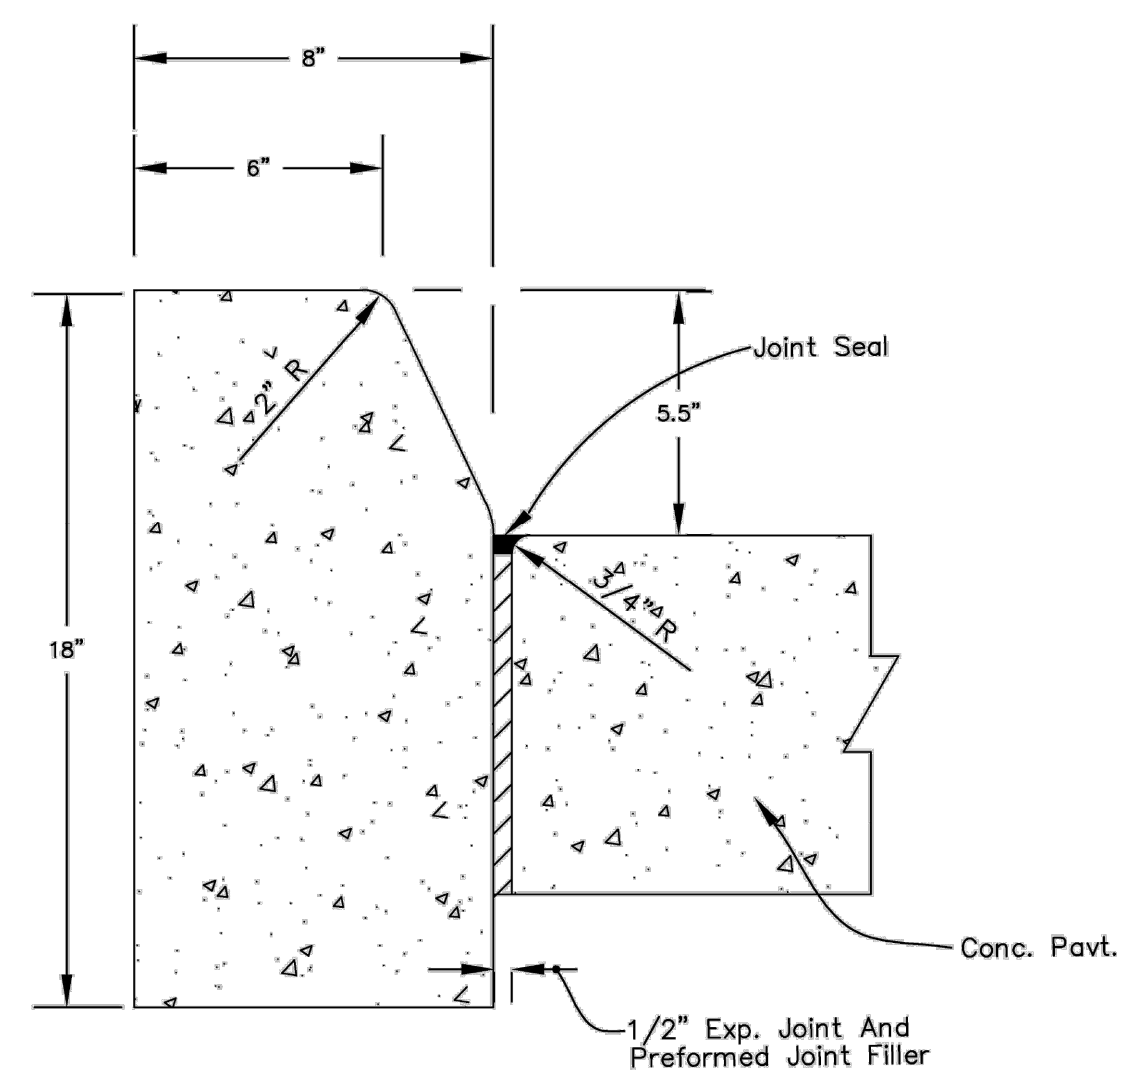 8"
6"
2" R
Joint Seal
5.5"
3/4" R
18"
Conc. Pavt.
1/2" Exp. Joint And
Preformed Joint Filler